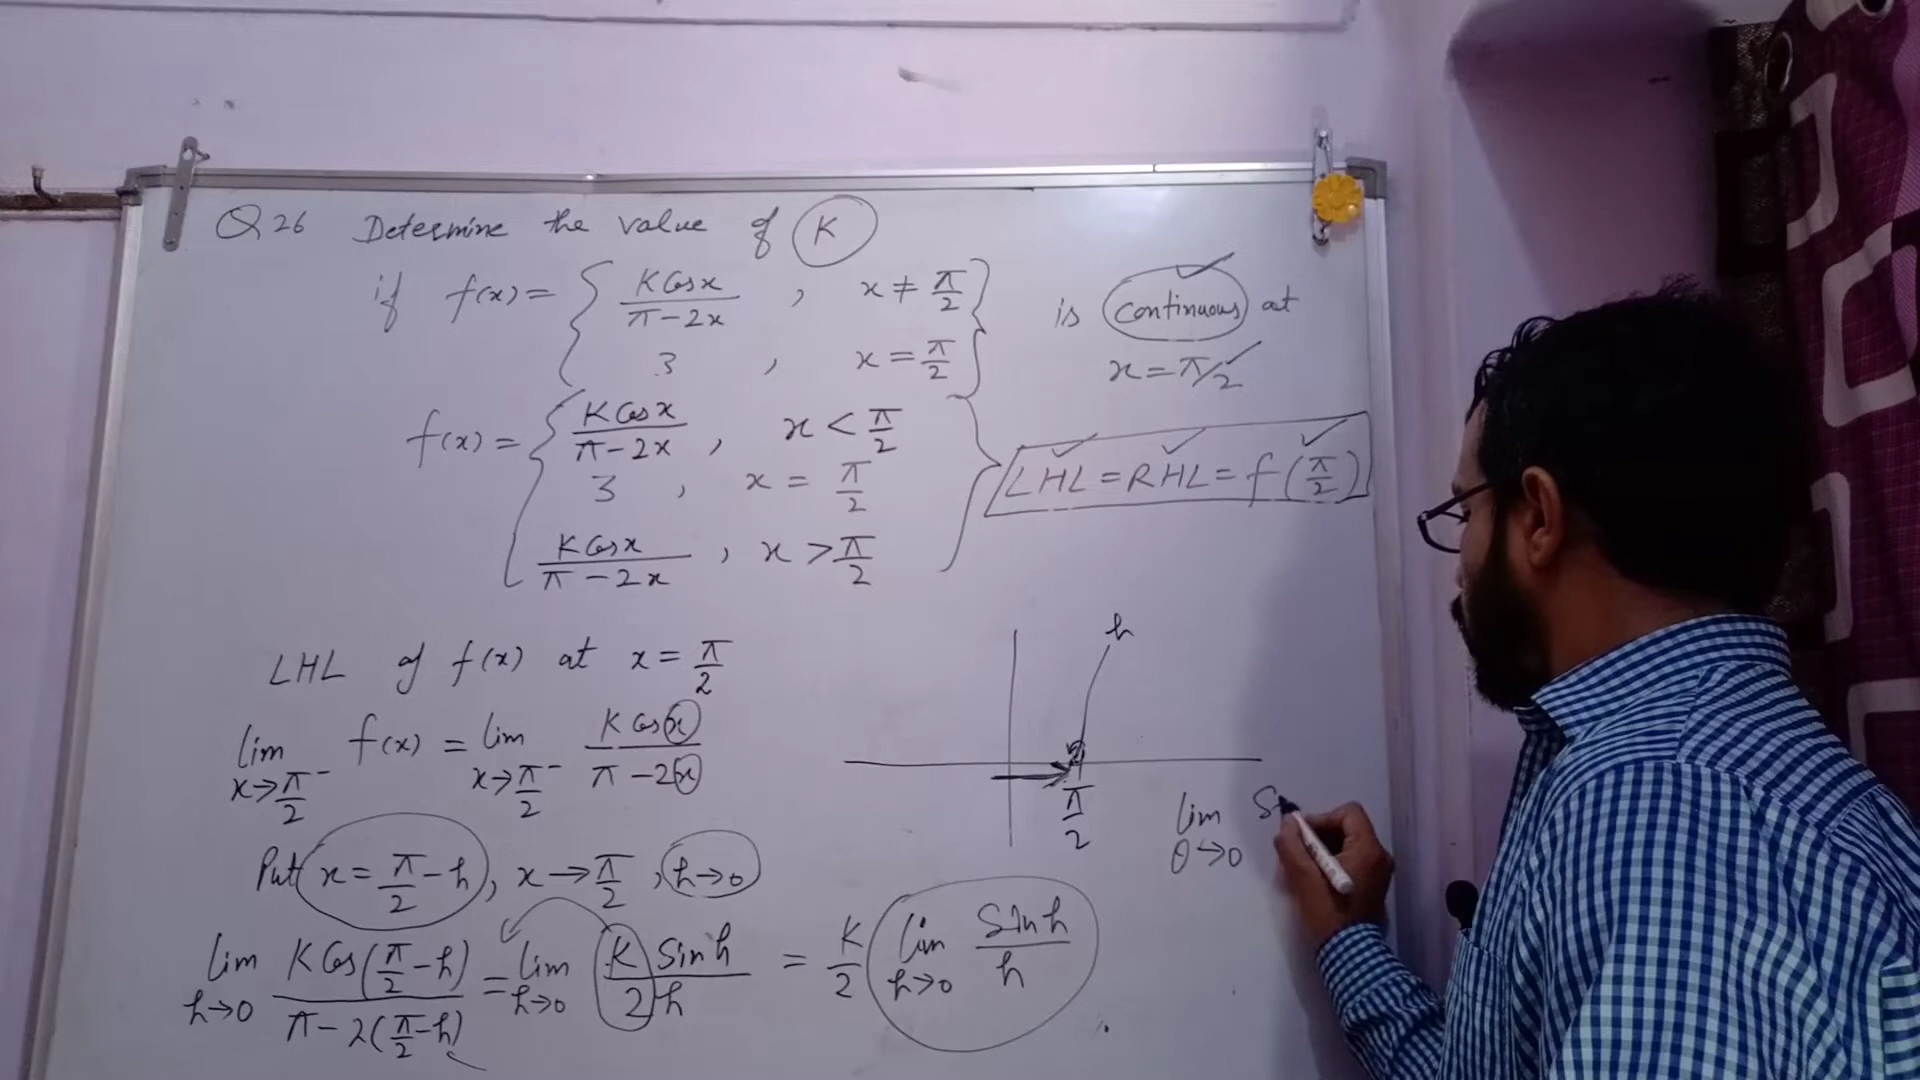 Q 26 Determine the value of K
if f(x) = { K Cos x / π - 2x , x ≠ π/2
3 , x = π/2 } is continuous at x = π/2
f(x) = { K Cos x / π - 2x , x < π/2
3 , x = π/2
K Cos x / π - 2x , x > π/2 }
LHL = RHL = f(π/2)
LHL of f(x) at x = π/2
h
lim x→π/2⁻ f(x) = lim x→π/2⁻ K cos x / π - 2x
π/2
lim θ→0 S
Put x = π/2 - h, x → π/2, h→0
lim h→0 K Cos(π/2 - h) / π - 2(π/2 - h) = lim h→0 K/2 Sin h / h = K/2 lim h→0 Sin h / h